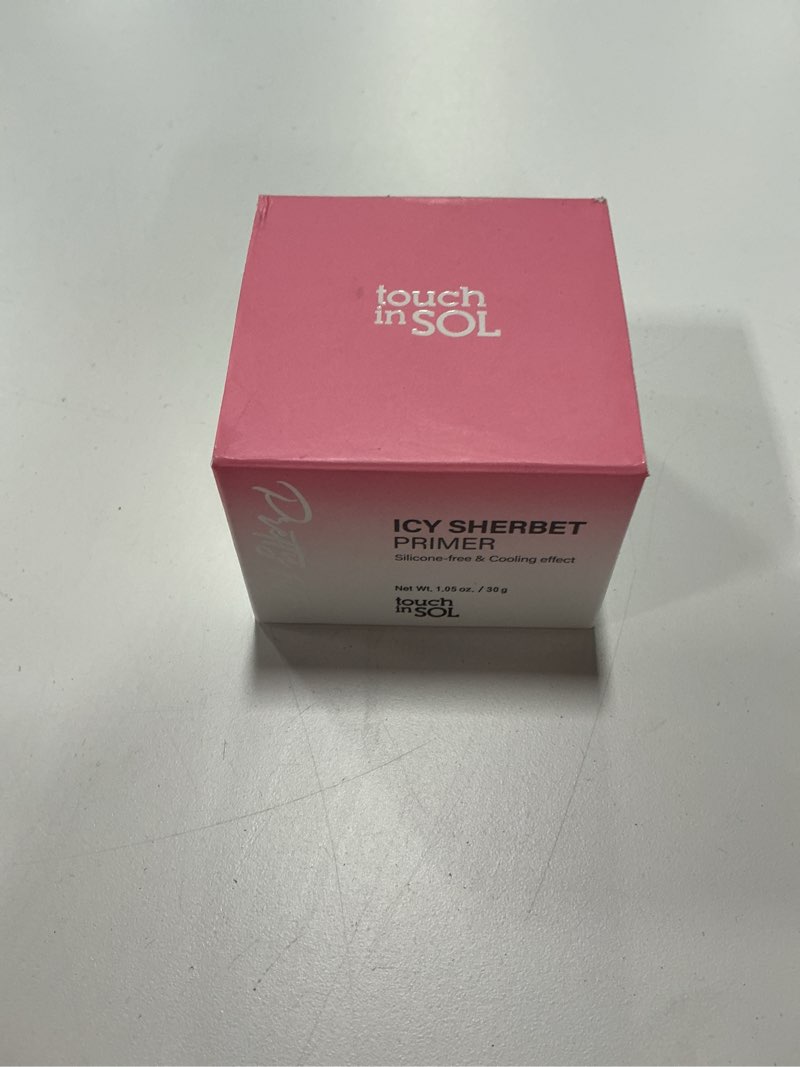 touch
in SOL
ICY SHERBET
PRIMER
Silicone-free & Cooling effect
Net Wt. 1.05 oz. / 30 g
touch
in SOL